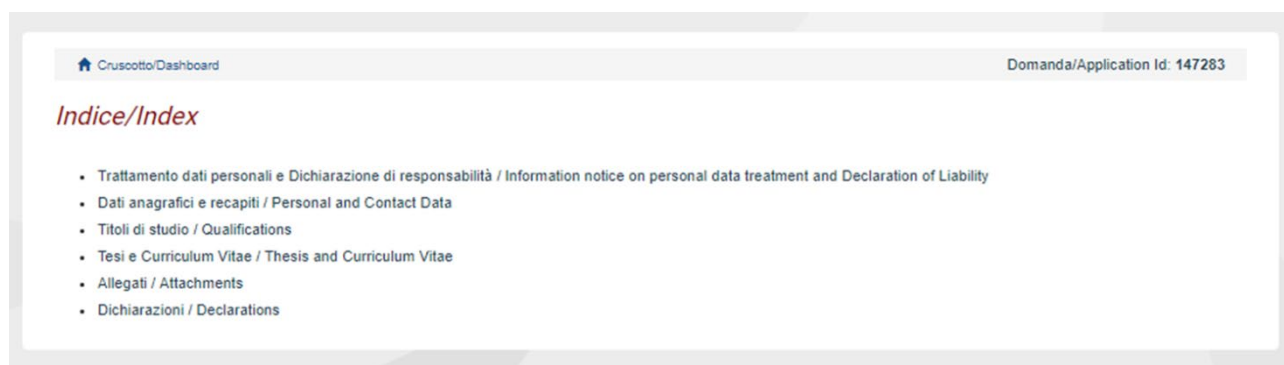 Cruscotto/Dashboard Domanda/Application Id: 147283
Indice/Index
• Trattamento dati personali e Dichiarazione di responsabilità / Information notice on personal data treatment and Declaration of Liability
• Dati anagrafici e recapiti / Personal and Contact Data
• Titoli di studio / Qualifications
• Tesi e Curriculum Vitae / Thesis and Curriculum Vitae
• Allegati / Attachments
• Dichiarazioni / Declarations